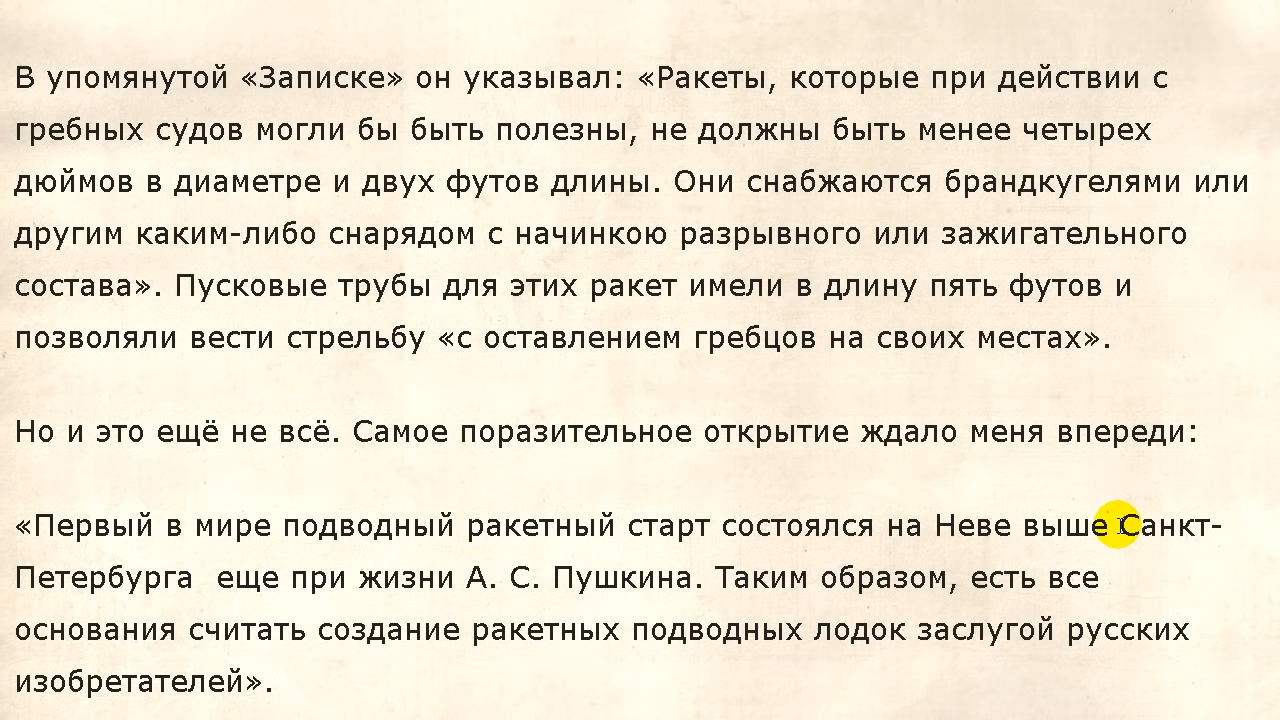 В упомянутой «Записке» он указывал: «Ракеты, которые при действии с
гребных судов могли бы быть полезны, не должны быть менее четырех
дюймов в диаметре и двух футов длины. Они снабжаются брандкугелями или
другим каким-либо снарядом с начинкою разрывного или зажигательного
состава». Пусковые трубы для этих ракет имели в длину пять футов и
позволяли вести стрельбу «с оставлением гребцов на своих местах».
Но и это ещё не всё. Самое поразительное открытие ждало меня впереди:
«Первый в мире подводный ракетный старт состоялся на Неве выше Санкт-
Петербурга  еще при жизни А. С. Пушкина. Таким образом, есть все
основания считать создание ракетных подводных лодок заслугой русских
изобретателей».